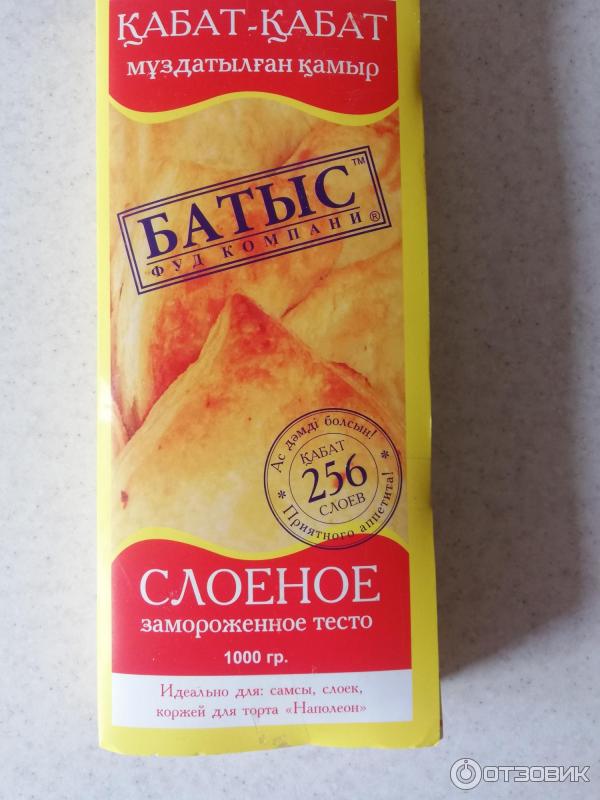 ҚАБАТ-ҚАБАТ
мұздатылған қамыр
БАТЫС™
ФУД КОМПАНИ®
Ас дәмді болсын!
ҚАБАТ
256
СЛОЕВ
* Приятного аппетита! *
СЛОЕНОЕ
замороженное тесто
1000 гр.
Идеально для: самсы, слоек,
коржей для торта «Наполеон»
ОТЗОВИК